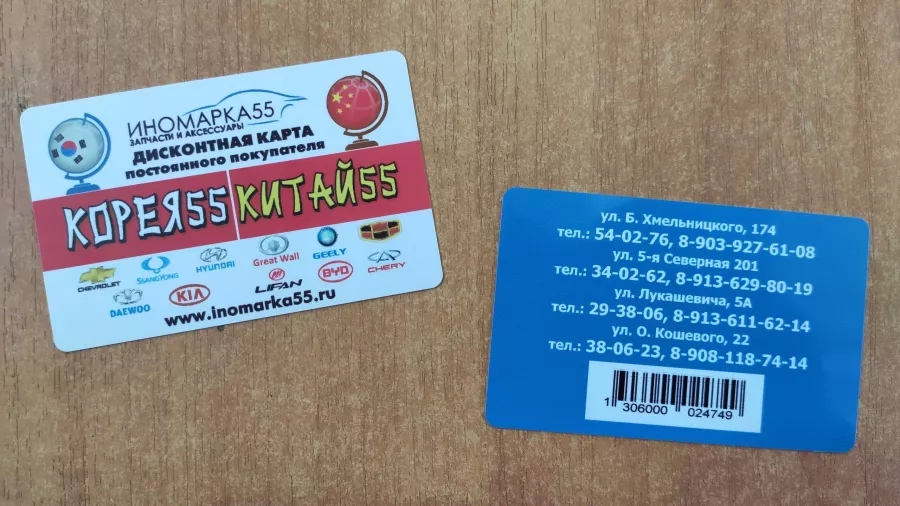 ИНОМАРКА55
ЗАПЧАСТИ И АКСЕССУАРЫ
ДИСКОНТНАЯ КАРТА
ПОСТОЯННОГО ПОКУПАТЕЛЯ
КОРЕЯ55 КИТАЙ55
CHEVROLET SSANGYONG HYUNDAI Great Wall GEELY
DAEWOO KIA LIFAN BYD CHERY
www.inomarka55.ru
ул. Б. Хмельницкого, 174
тел.: 54-02-76, 8-903-927-61-08
ул. 5-я Северная 201
тел.: 34-02-62, 8-913-629-80-19
ул. Лукашевича, 5А
тел.: 29-38-06, 8-913-611-62-14
ул. О. Кошевого, 22
тел.: 38-06-23, 8-908-118-74-14
1 306000 024749